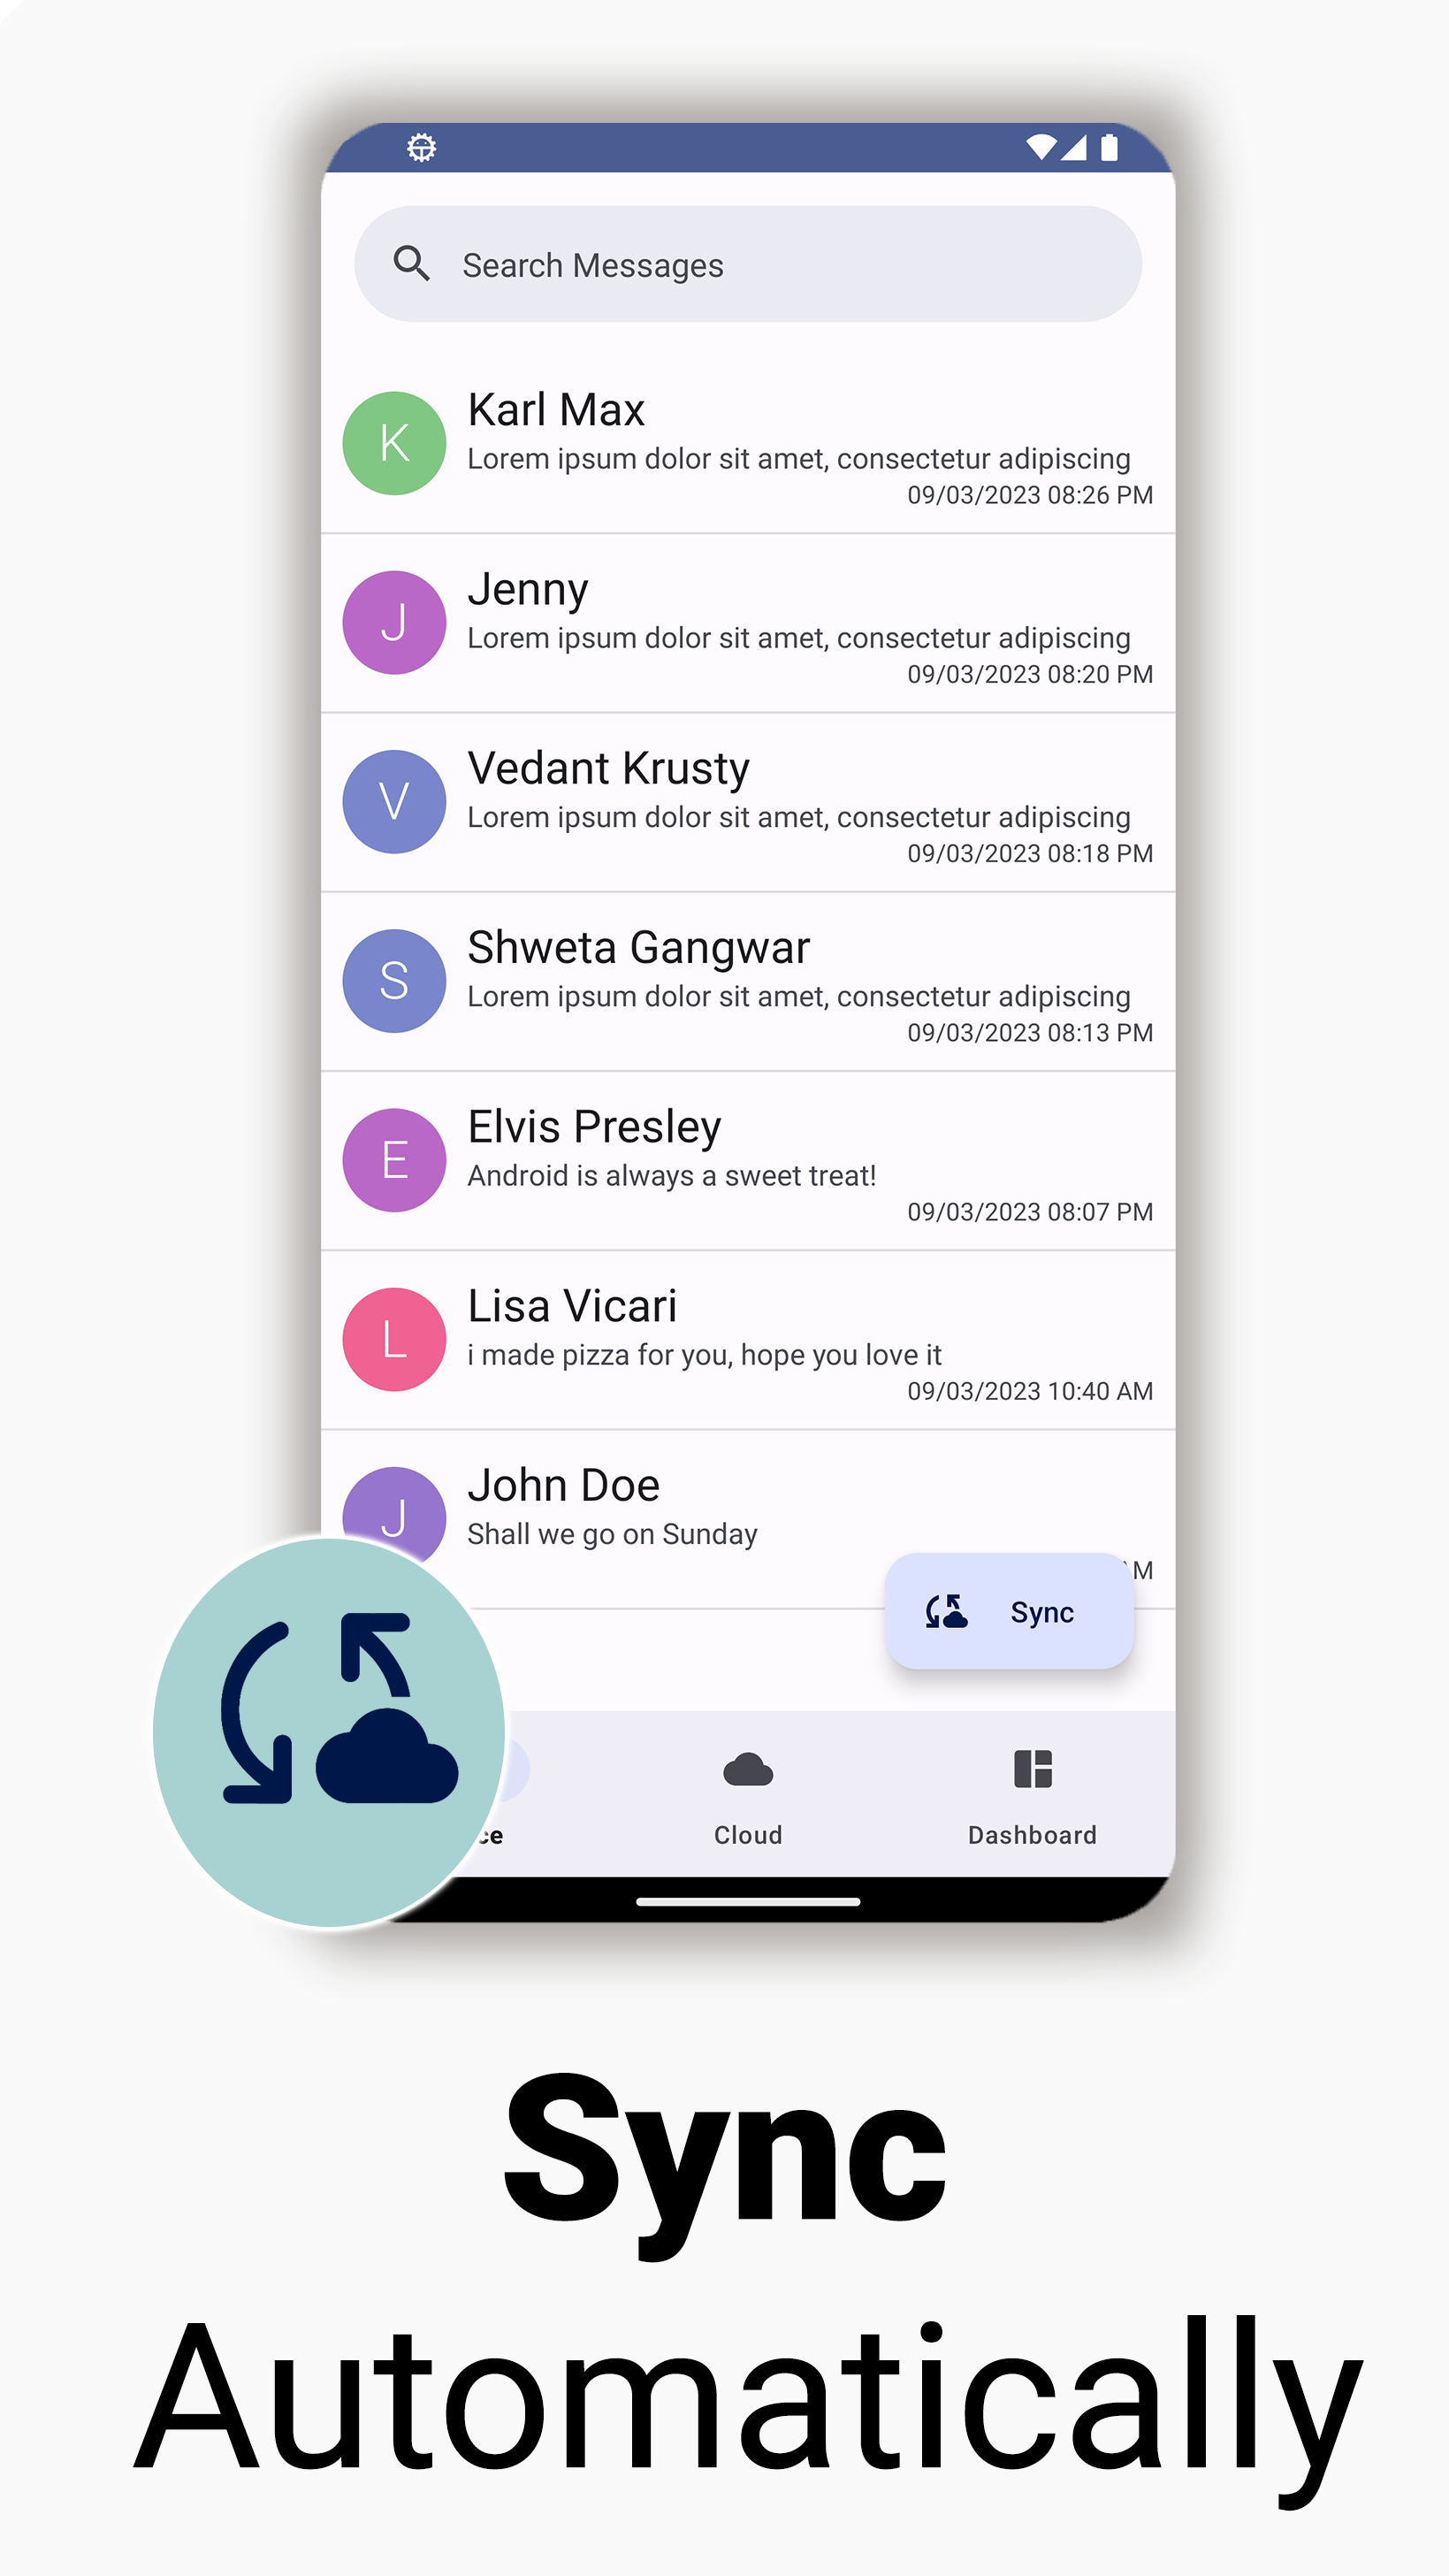 Search Messages
K
Karl Max
Lorem ipsum dolor sit amet, consectetur adipiscing
09/03/2023 08:26 PM
J
Jenny
Lorem ipsum dolor sit amet, consectetur adipiscing
09/03/2023 08:20 PM
V
Vedant Krusty
Lorem ipsum dolor sit amet, consectetur adipiscing
09/03/2023 08:18 PM
S
Shweta Gangwar
Lorem ipsum dolor sit amet, consectetur adipiscing
09/03/2023 08:13 PM
E
Elvis Presley
Android is always a sweet treat!
09/03/2023 08:07 PM
L
Lisa Vicari
i made pizza for you, hope you love it
09/03/2023 10:40 AM
J
John Doe
Shall we go on Sunday
Sync
Cloud
Dashboard
Sync
Automatically